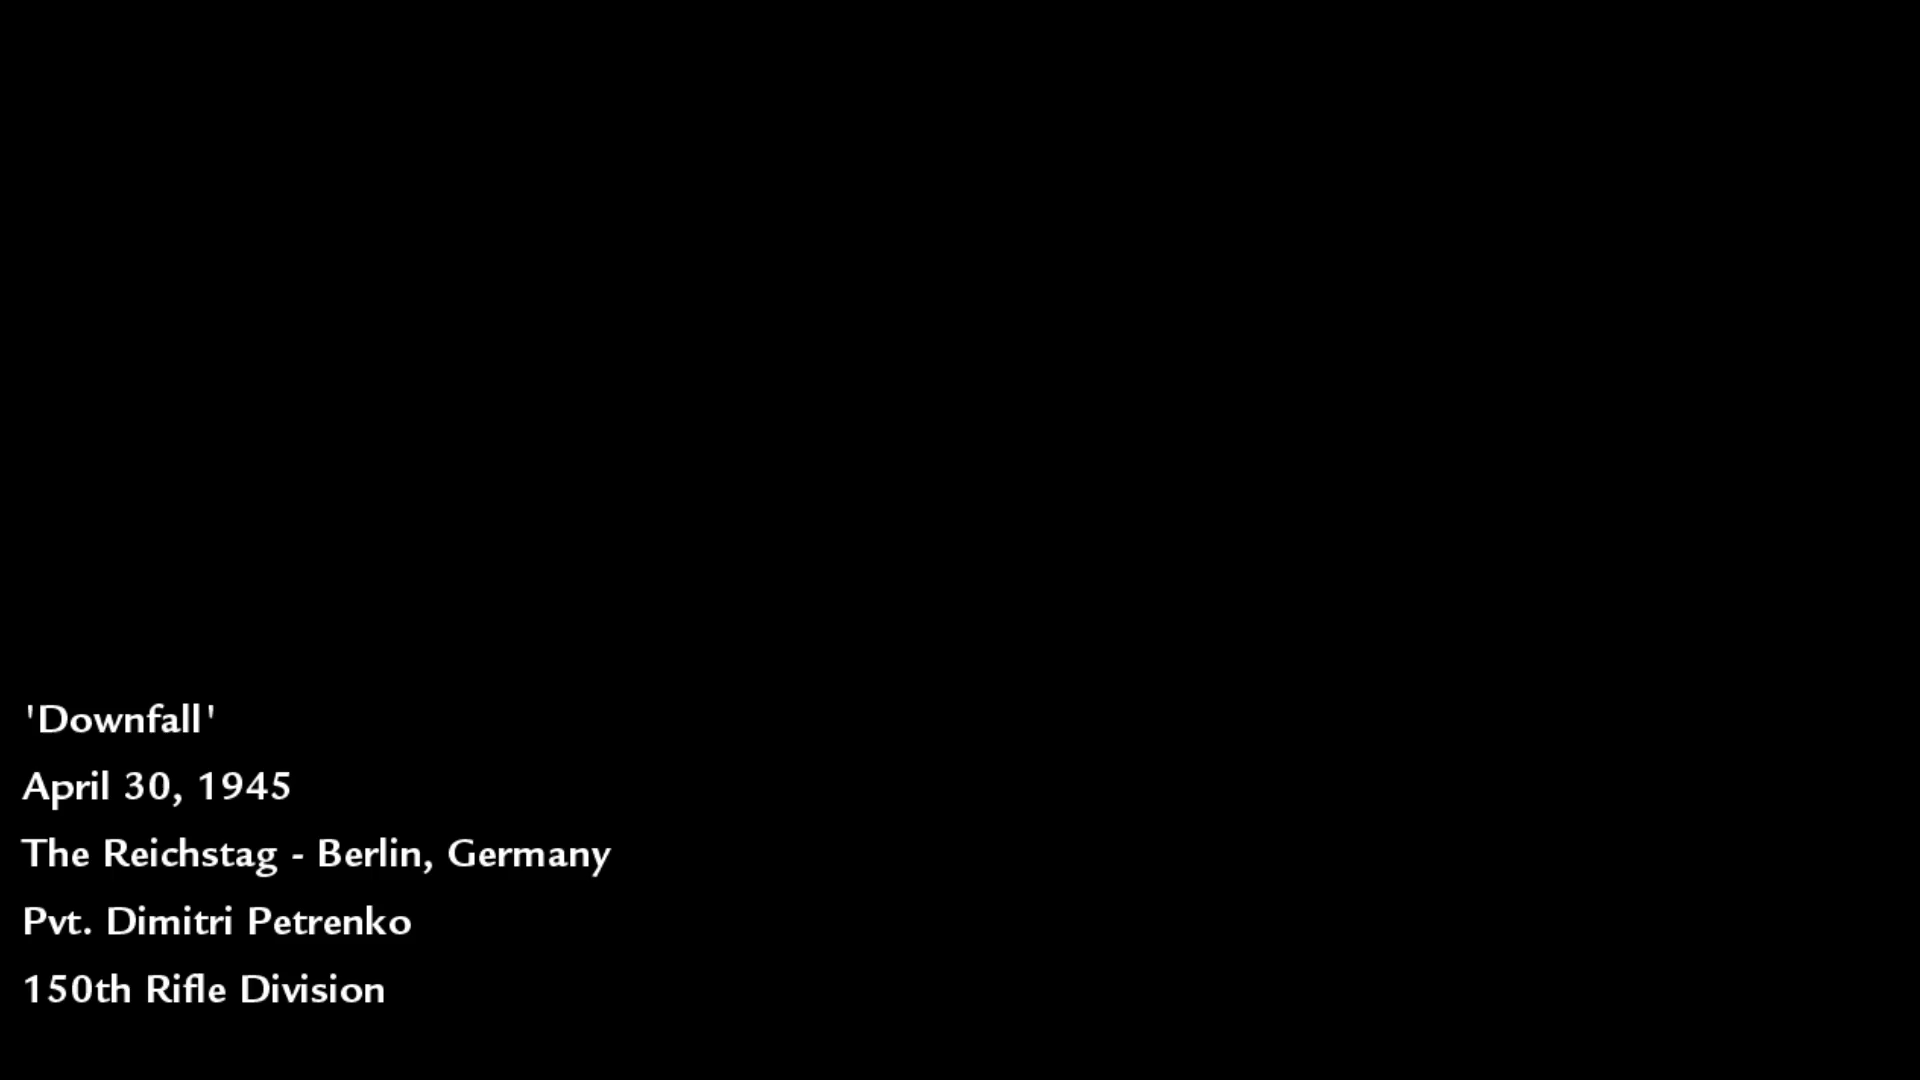 'Downfall'
April 30, 1945
The Reichstag - Berlin, Germany
Pvt. Dimitri Petrenko
150th Rifle Division